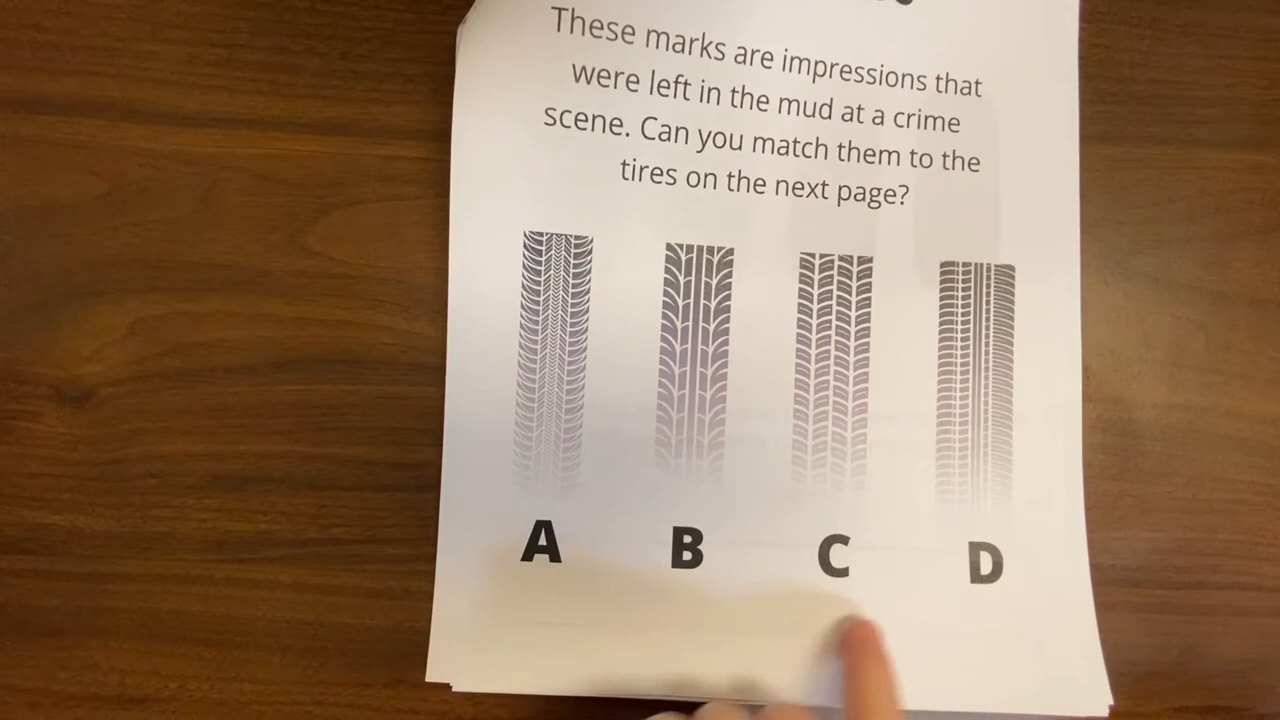 These marks are impressions that
were left in the mud at a crime
scene. Can you match them to the
tires on the next page?
A B C D